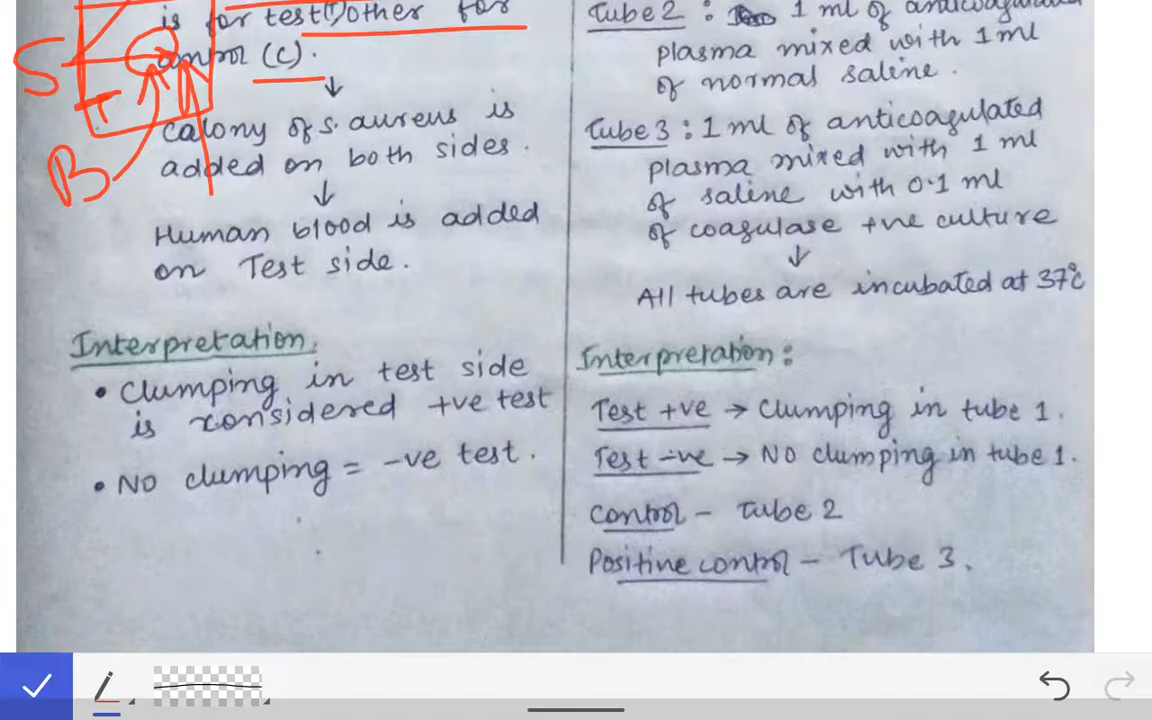 is for test(T) other for
control (C).
↓
Calony of s. aureus is
added on both sides.
↓
Human blood is added
on Test side.
Interpretation:
• Clumping in test side
is considered +ve test
• No clumping = -ve test.
S
T
B
Tube 2 : 1 ml of anticoagulated
plasma mixed with 1 ml
of normal saline.
Tube 3 : 1 ml of anticoagulated
plasma mixed with 1 ml
of saline with 0.1 ml
of coagulase +ve culture
↓
All tubes are incubated at 37°c
Interpretation:
Test +ve → Clumping in tube 1.
Test -ve → No clumping in tube 1.
Control - Tube 2
Positive control - Tube 3.